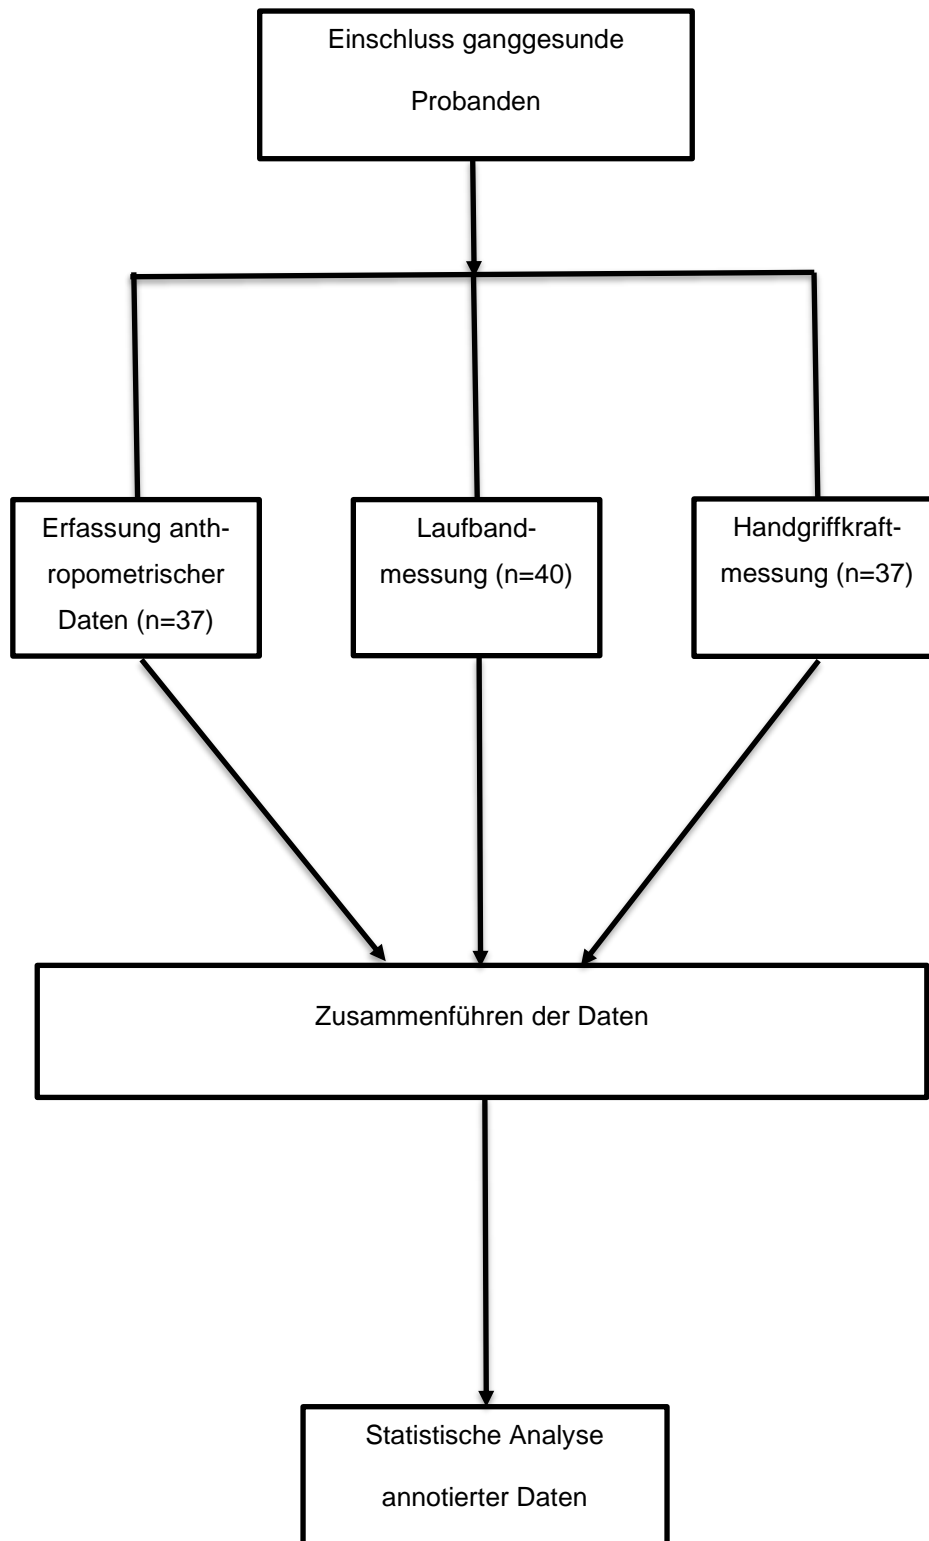 Einschluss ganggesunde
Probanden
Erfassung anth-
ropometrischer
Daten (n=37)
Laufband-
messung (n=40)
Handgriffkraft-
messung (n=37)
Zusammenführen der Daten
Statistische Analyse
annotierter Daten